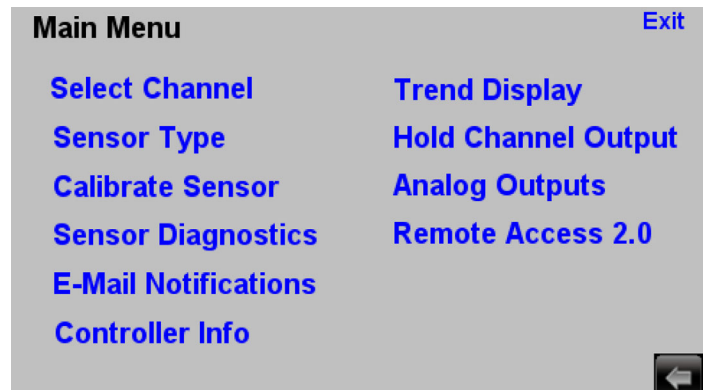 Main Menu
Exit
Select Channel
Sensor Type
Calibrate Sensor
Sensor Diagnostics
E-Mail Notifications
Controller Info
Trend Display
Hold Channel Output
Analog Outputs
Remote Access 2.0